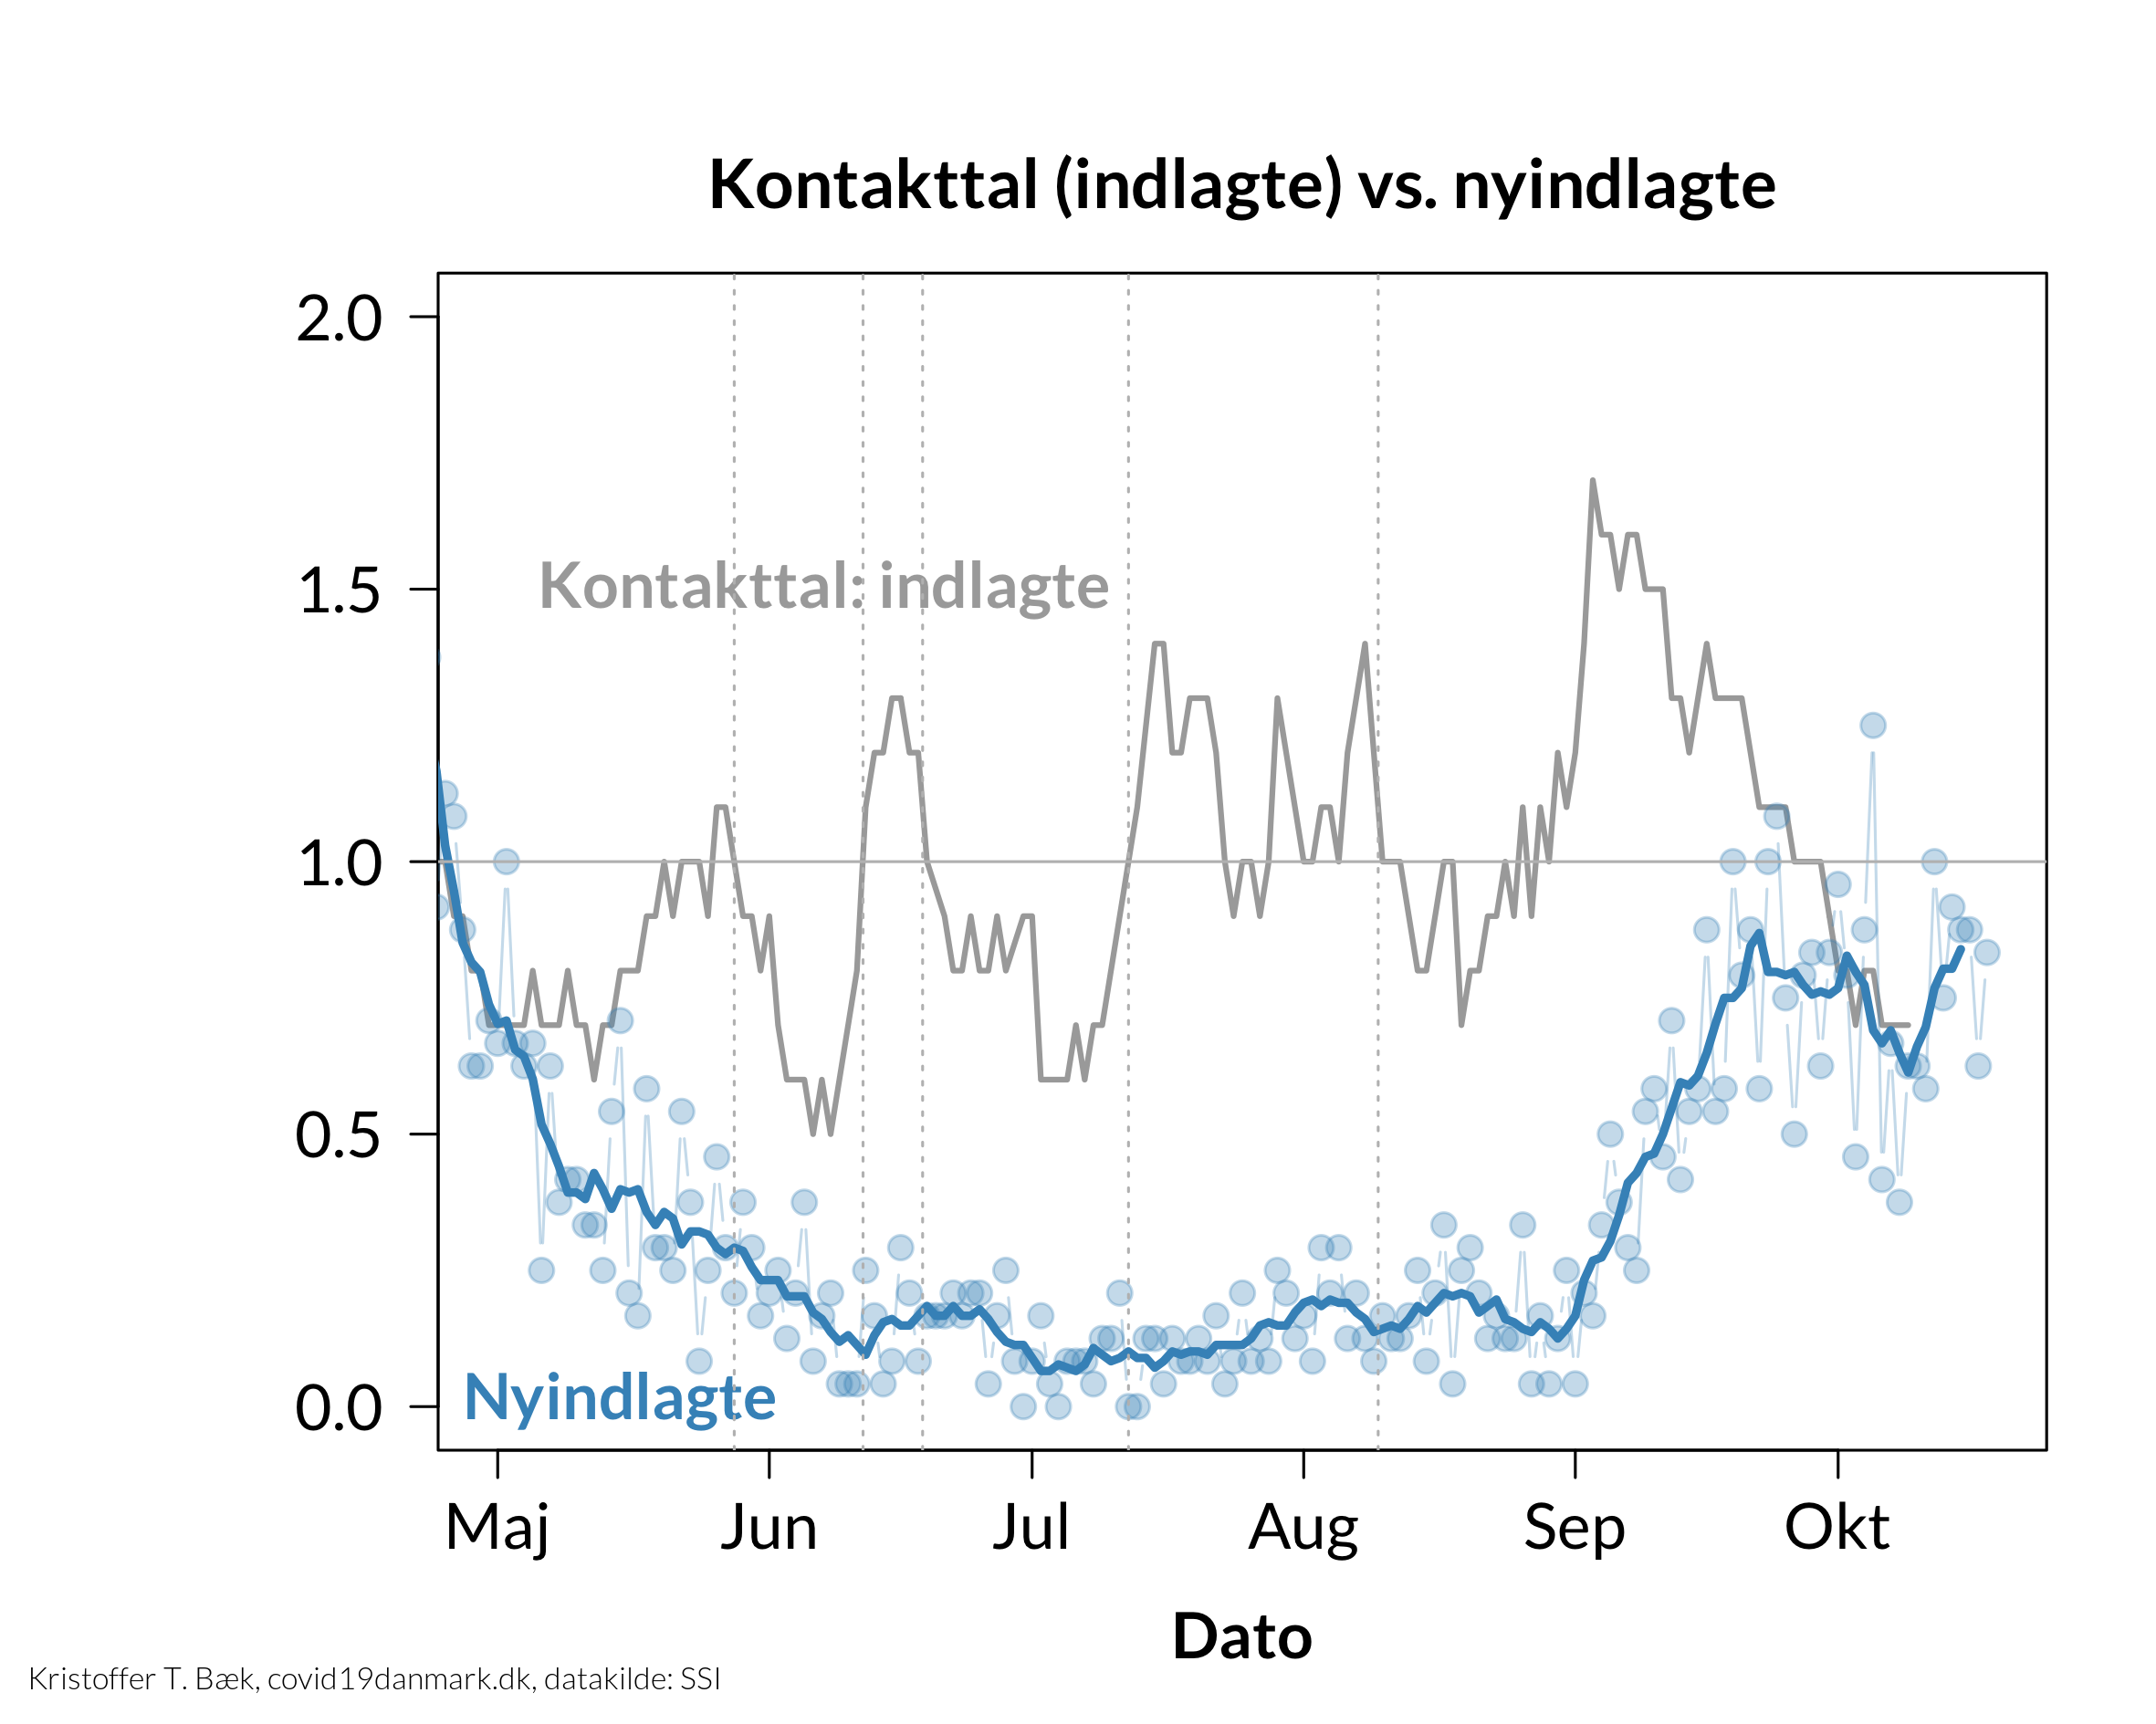 Kontakttal (indlagte) vs. nyindlagte
2.0
1.5
1.0
0.5
0.0
Kontakttal: indlagte
Nyindlagte
Maj Jun Jul Aug Sep Okt
Dato
Kristoffer T. Bæk, covid19danmark.dk, datakilde: SSI